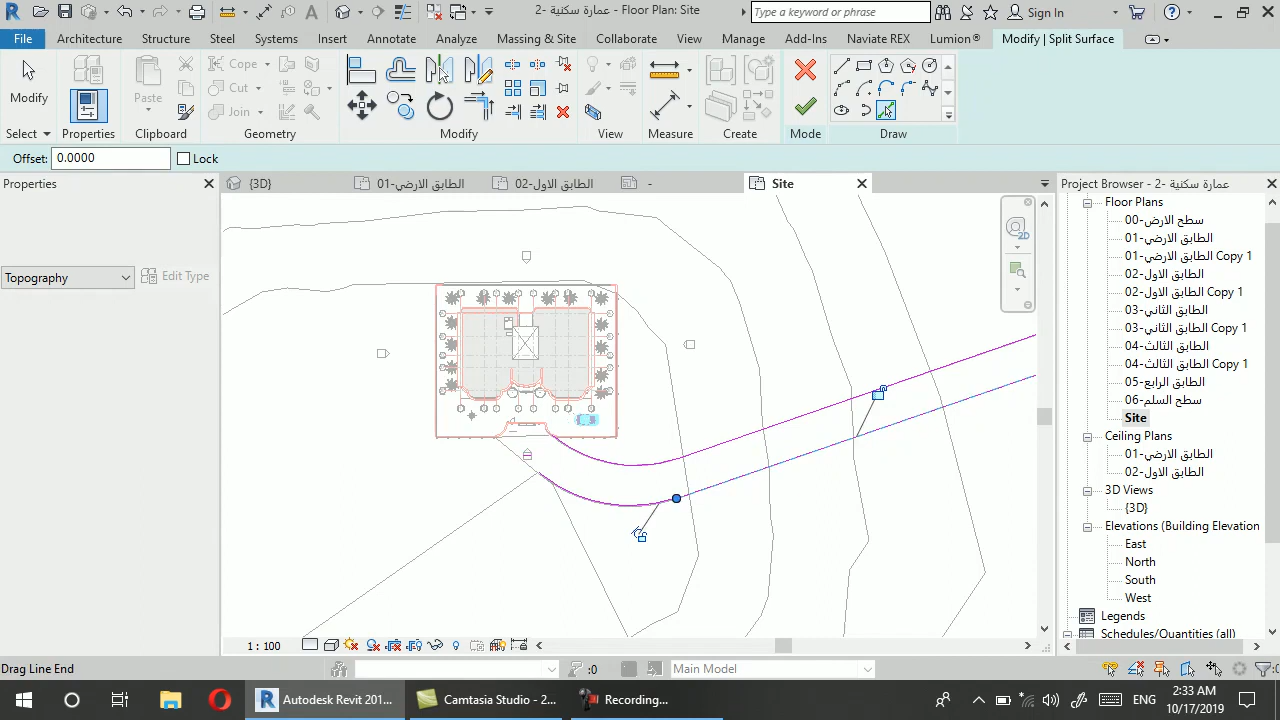 عمارة سكنية -2 - Floor Plan: Site
Type a keyword or phrase
Sign In
File
Architecture
Structure
Steel
Systems
Insert
Annotate
Analyze
Massing & Site
Collaborate
View
Manage
Add-Ins
Naviate REX
Lumion®
Modify | Split Surface
Modify
Paste
Cope
Cut
Join
Select
Properties
Clipboard
Geometry
Modify
View
Measure
Create
Mode
Draw
Offset: 0.0000
Lock
Properties
{3D}
01-الطابق الارضي
02-الطابق الاول
-
Site
Project Browser - عمارة سكنية -2
Topography
Edit Type
2D
Floor Plans
00-سطح الارض
01-الطابق الارضي
01-الطابق الارضي Copy 1
02-الطابق الاول
02-الطابق الاول Copy 1
03-الطابق الثاني
03-الطابق الثاني Copy 1
04-الطابق الثالث
04-الطابق الثالث Copy 1
05-الطابق الرابع
06-سطح السلم
Site
Ceiling Plans
01-الطابق الارضي
02-الطابق الاول
3D Views
{3D}
Elevations (Building Elevation
East
North
South
West
Legends
Schedules/Quantities (all)
1 : 100
Drag Line End
:0
Main Model
:0
Autodesk Revit 201...
Camtasia Studio - 2...
Recording...
ENG
2:33 AM
10/17/2019